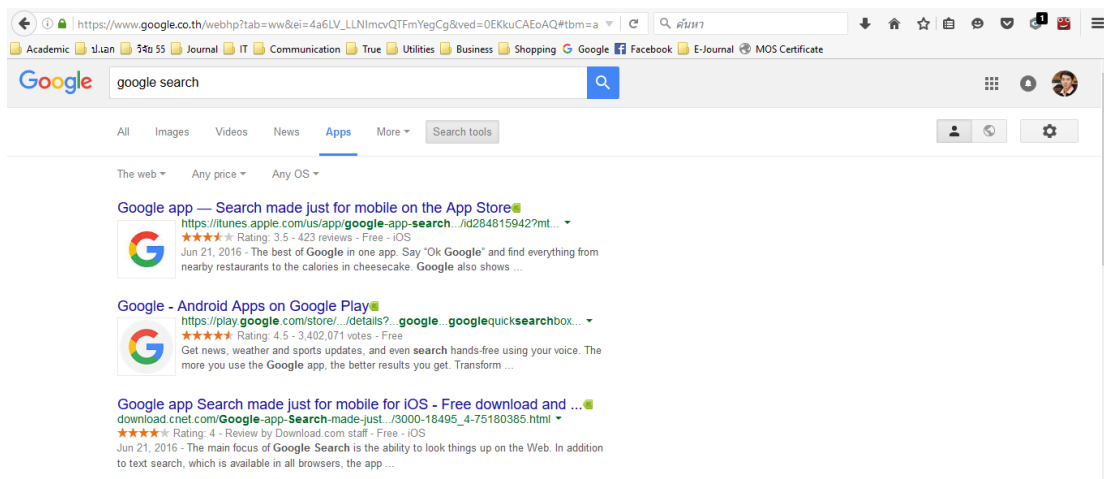 https://www.google.co.th/webhp?tab=ww&ei=4a6LV_LLNImcvQTFmYegCg&ved=0EKkuCAEoAQ#tbm=a
ค้นหา
1
Academic ป.เอก วิจัย 55 Journal IT Communication True Utilities Business Shopping Google Facebook E-Journal MOS Certificate
Google google search
All Images Videos News Apps More Search tools
The web Any price Any OS
Google app — Search made just for mobile on the App Store
https://itunes.apple.com/us/app/google-app-search.../id284815942?mt...
Rating: 3.5 - 423 reviews - Free - iOS
Jun 21, 2016 - The best of Google in one app. Say “Ok Google” and find everything from
nearby restaurants to the calories in cheesecake. Google also shows ...
Google - Android Apps on Google Play
https://play.google.com/store/.../details?...google...googlequicksearchbox...
Rating: 4.5 - 3,402,071 votes - Free
Get news, weather and sports updates, and even search hands-free using your voice. The
more you use the Google app, the better results you get. Transform ...
Google app Search made just for mobile for iOS - Free download and ...
download.cnet.com/Google-app-Search-made-just.../3000-18495_4-75180385.html
Rating: 4 - Review by Download.com staff - Free - iOS
Jun 21, 2016 - The main focus of Google Search is the ability to look things up on the Web. In addition
to text search, which is available in all browsers, the app ...